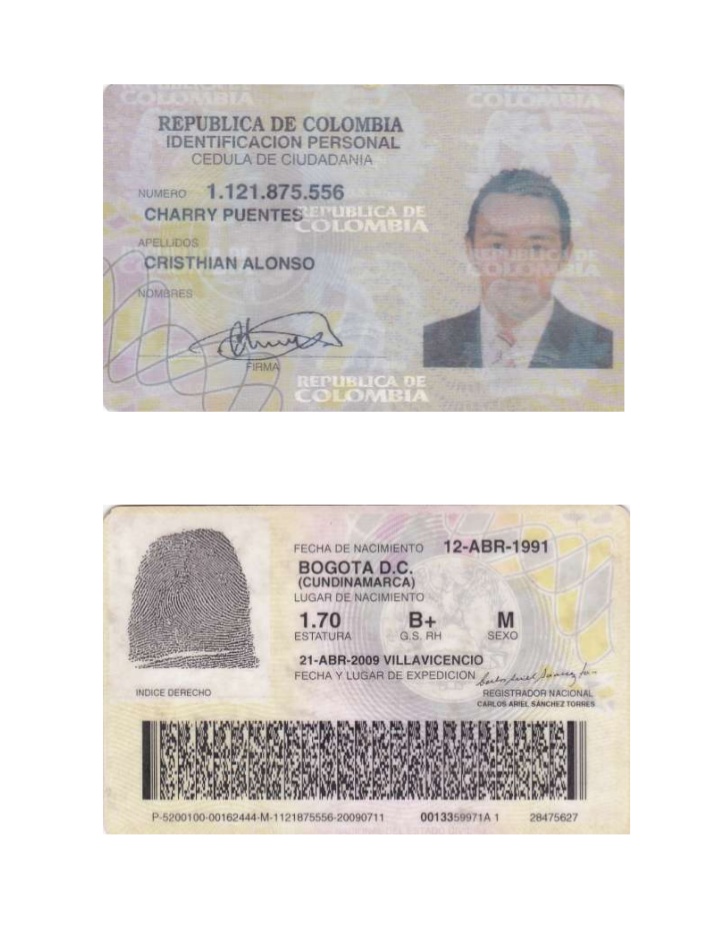 REPUBLICA DE COLOMBIA
IDENTIFICACION PERSONAL
CEDULA DE CIUDADANIA
NUMERO 1.121.875.556
CHARRY PUENTES
APELLIDOS
CRISTHIAN ALONSO
NOMBRES
FIRMA
REPUBLICA DE
COLOMBIA
REPUBLICA DE
COLOMBIA
REPUBLICA DE
COLOMBIA
FECHA DE NACIMIENTO 12-ABR-1991
BOGOTA D.C.
(CUNDINAMARCA)
LUGAR DE NACIMIENTO
1.70 B+ M
ESTATURA G.S. RH SEXO
21-ABR-2009 VILLAVICENCIO
FECHA Y LUGAR DE EXPEDICION
INDICE DERECHO
REGISTRADOR NACIONAL
CARLOS ARIEL SÁNCHEZ TORRES
P-5200100-00162444-M-1121875556-20090711 0013359971A 1 28475627